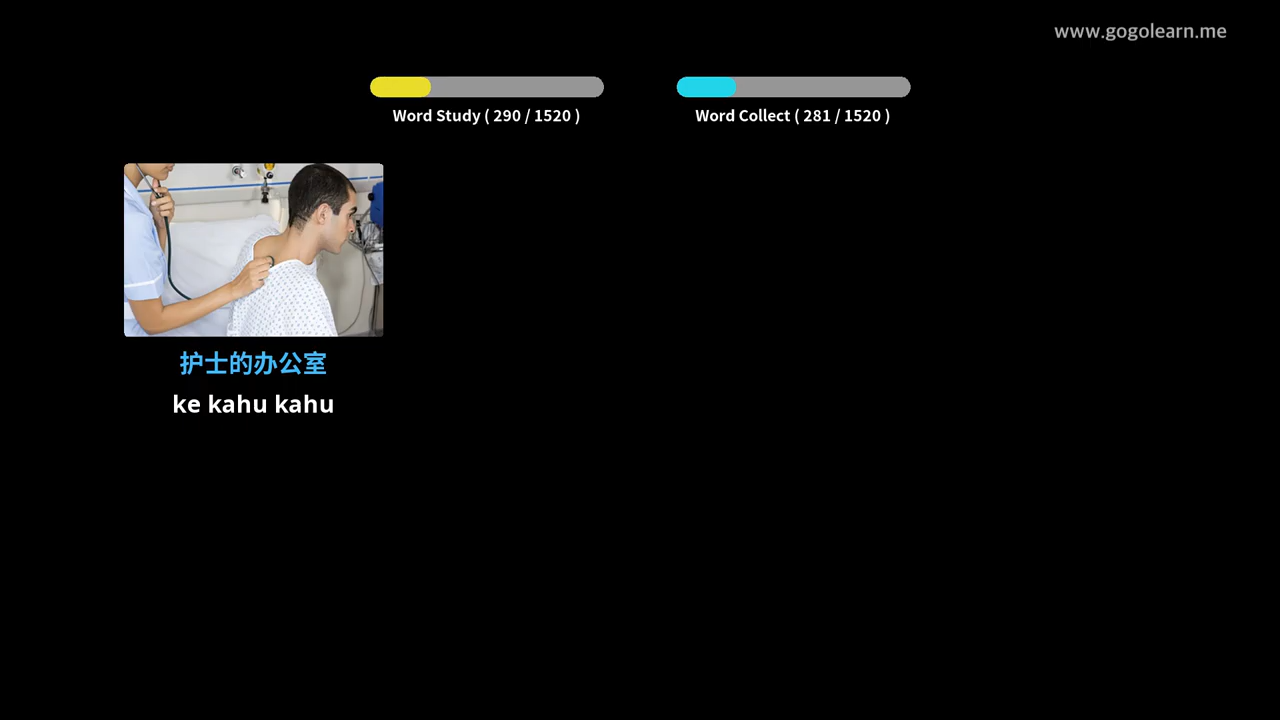 www.gogolearn.me
Word Study ( 290 / 1520 )
Word Collect ( 281 / 1520 )
护士的办公室
ke kahu kahu